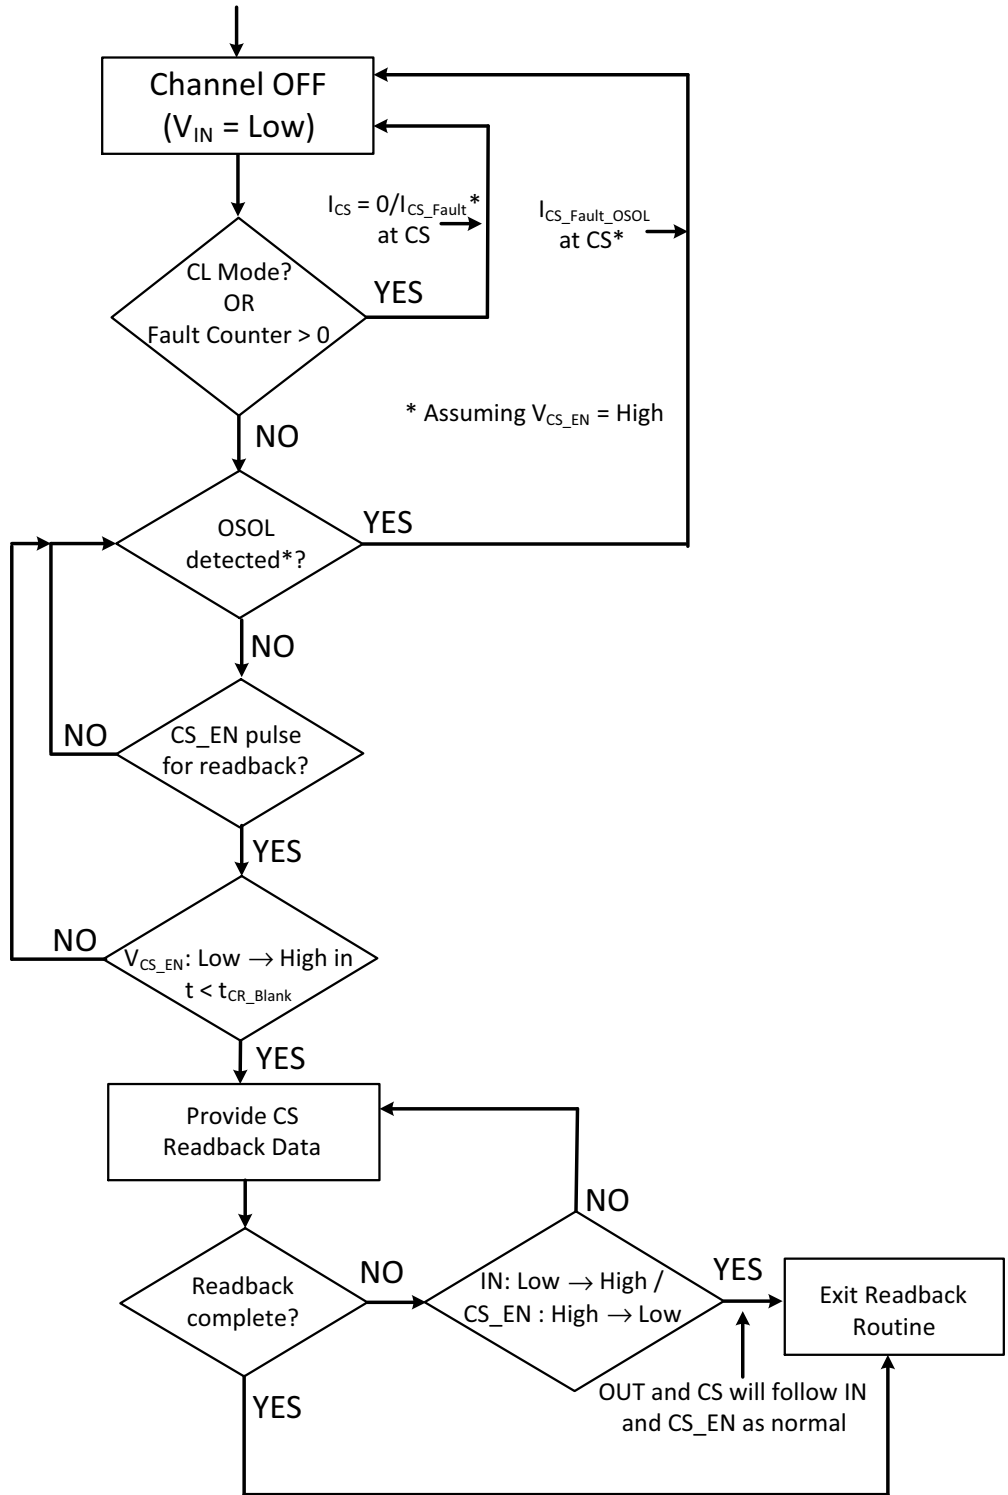 Channel OFF
(V_IN = Low)
I_CS = 0/I_CS_Fault*
at CS
I_CS_Fault_OSOL
at CS*
CL Mode?
OR
Fault Counter > 0
YES
* Assuming V_CS_EN = High
NO
OSOL
detected*?
YES
NO
CS_EN pulse
for readback?
NO
YES
V_CS_EN: Low → High in
t < t_CR_Blank
NO
YES
Provide CS
Readback Data
NO
Readback
complete?
NO
IN: Low → High /
CS_EN : High → Low
YES
Exit Readback
Routine
OUT and CS will follow IN
and CS_EN as normal
YES